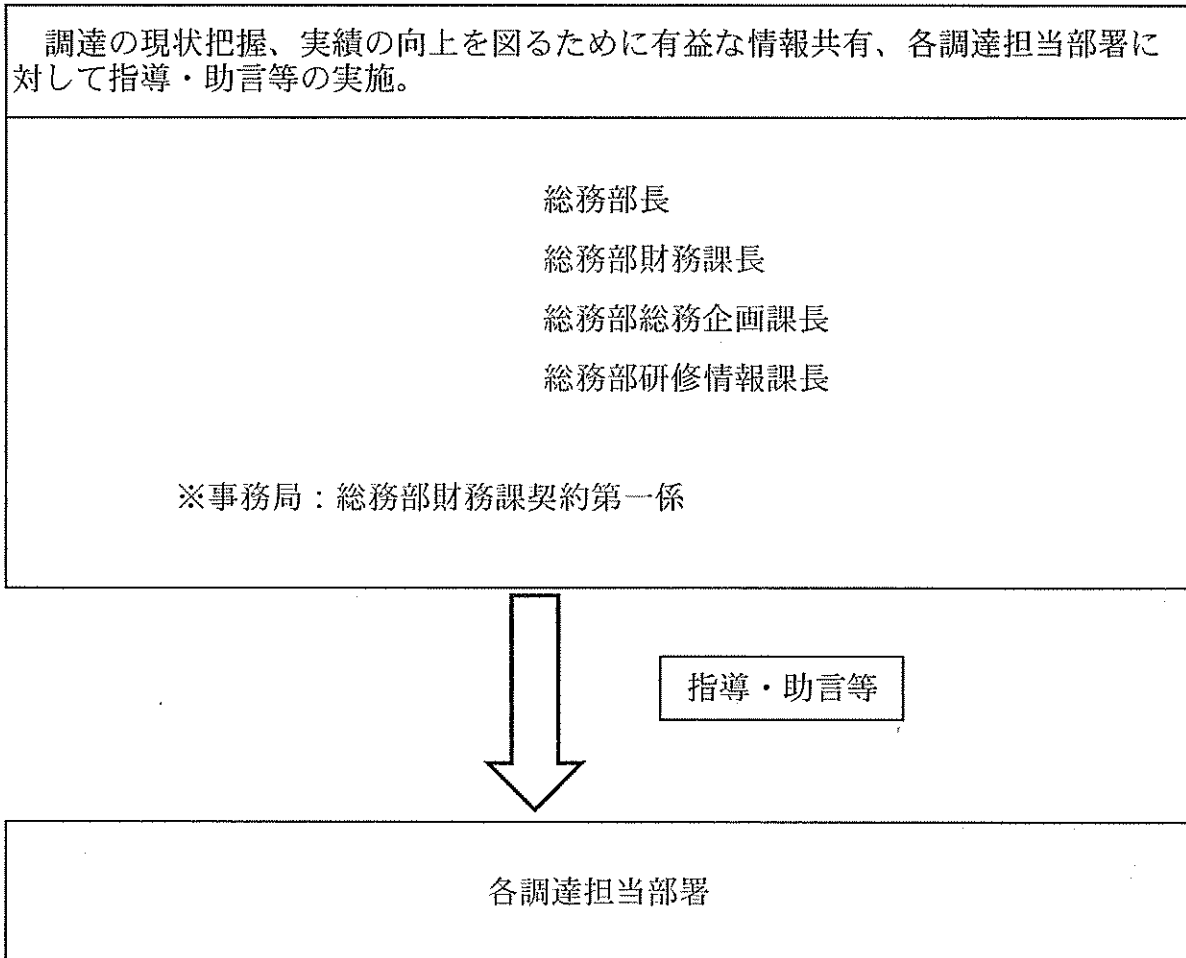 調達の現状把握、実績の向上を図るために有益な情報共有、各調達担当部署に
対して指導・助言等の実施。
総務部長
総務部財務課長
総務部総務企画課長
総務部研修情報課長
※事務局：総務部財務課契約第一係
指導・助言等
各調達担当部署